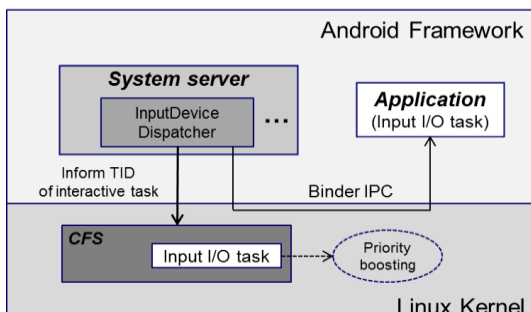 Android Framework
System server
InputDevice
Dispatcher
...
Application
(Input I/O task)
Inform TID
of interactive task
Binder IPC
CFS
Input I/O task
Priority
boosting
Linux Kernel